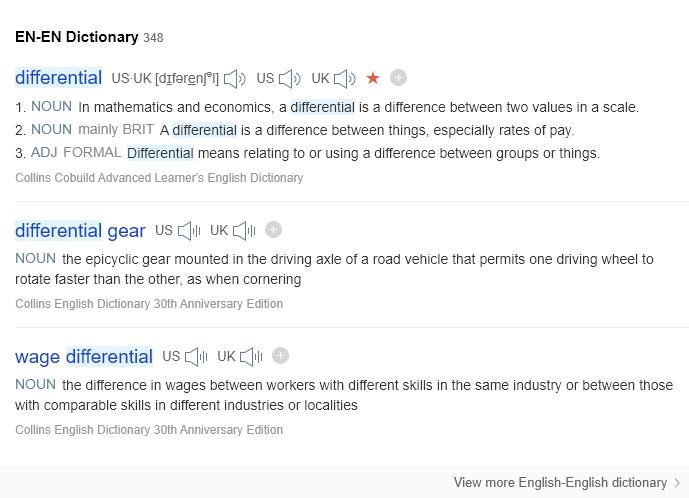 EN-EN Dictionary 348
differential US·UK [dɪfərenʃəl] US UK
1. NOUN In mathematics and economics, a differential is a difference between two values in a scale.
2. NOUN mainly BRIT A differential is a difference between things, especially rates of pay.
3. ADJ FORMAL Differential means relating to or using a difference between groups or things.
Collins Cobuild Advanced Learner's English Dictionary
differential gear US UK
NOUN the epicyclic gear mounted in the driving axle of a road vehicle that permits one driving wheel to
rotate faster than the other, as when cornering
Collins English Dictionary 30th Anniversary Edition
wage differential US UK
NOUN the difference in wages between workers with different skills in the same industry or between those
with comparable skills in different industries or localities
Collins English Dictionary 30th Anniversary Edition
View more English-English dictionary